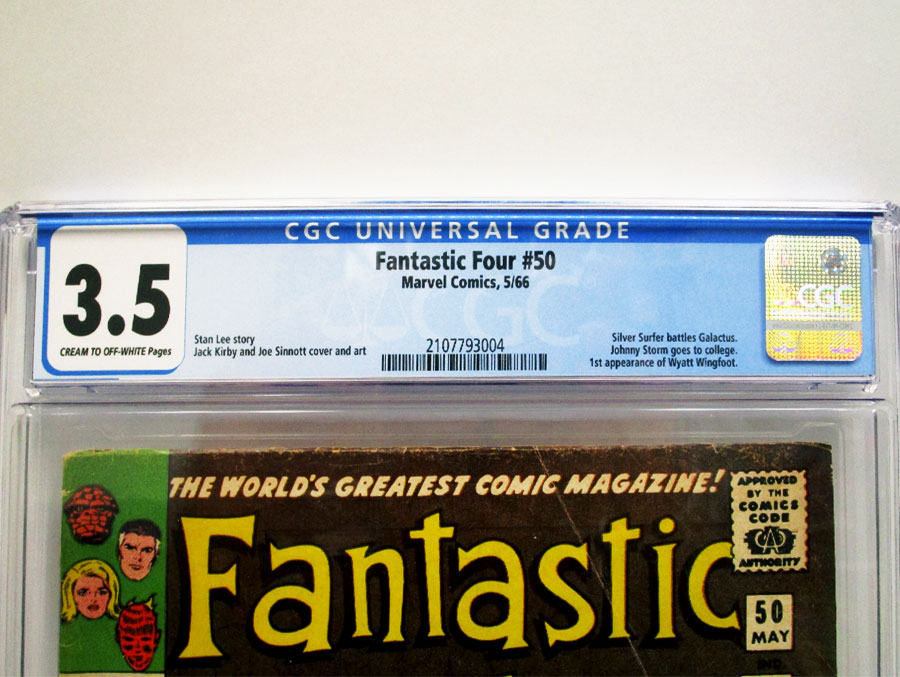 CGC UNIVERSAL GRADE
3.5
CREAM TO OFF-WHITE Pages
Fantastic Four #50
Marvel Comics, 5/66
Stan Lee story
Jack Kirby and Joe Sinnott cover and art
2107793004
Silver Surfer battles Galactus.
Johnny Storm goes to college.
1st appearance of Wyatt Wingfoot.
CGC
CGC
THE WORLD'S GREATEST COMIC MAGAZINE!
Fantastic
APPROVED
BY THE
COMICS
CODE
CA
AUTHORITY
50
MAY
IND.